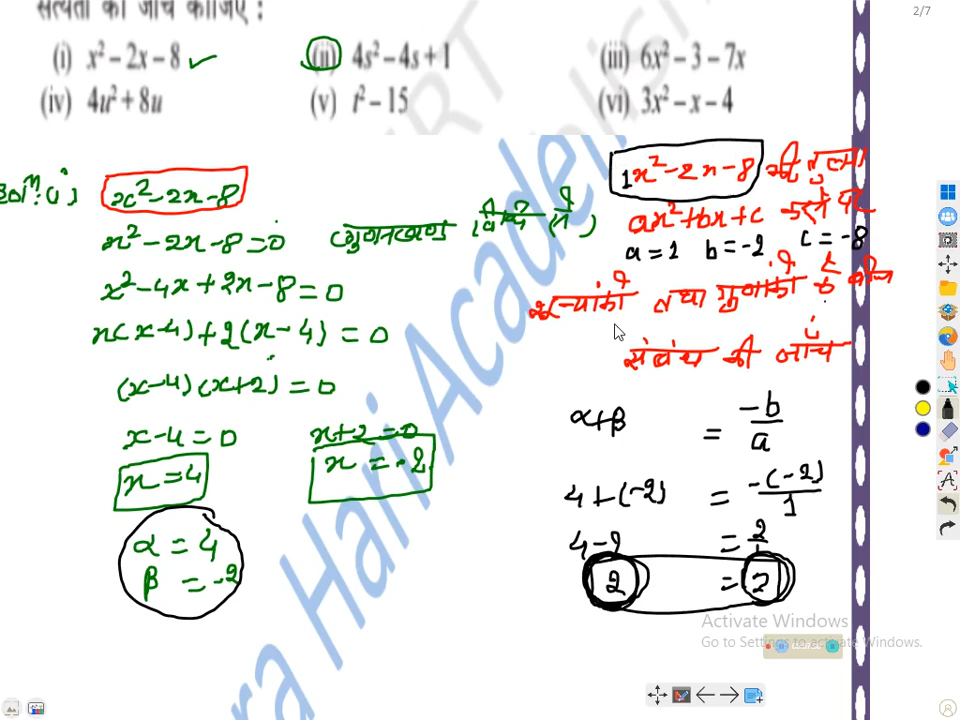 सत्यता की जाँच कीजिए :
2/7
(i) x² – 2x – 8
(ii) 4s² – 4s + 1
(iii) 6x² – 3 – 7x
(iv) 4u² + 8u
(v) t² – 15
(vi) 3x² – x – 4
x² - 2x - 8
x² - 2x - 8 = 0
x² - 4x + 2x - 8 = 0
x(x-4) + 2(x-4) = 0
(x-4)(x+2) = 0
x-4 = 0
x+2 = 0
x = 4
x = -2
α = 4
β = -2
1x² - 2x - 8 की तुलना
ax² + bx + c
a = 1 b = -2 c = -8
तथा
संबंध की जांच
α+β = -b/a
4 + (-2) = -(-2)/1
4 - 2 = 2/1
2 = 2
Activate Windows
Go to Settings to activate Windows.